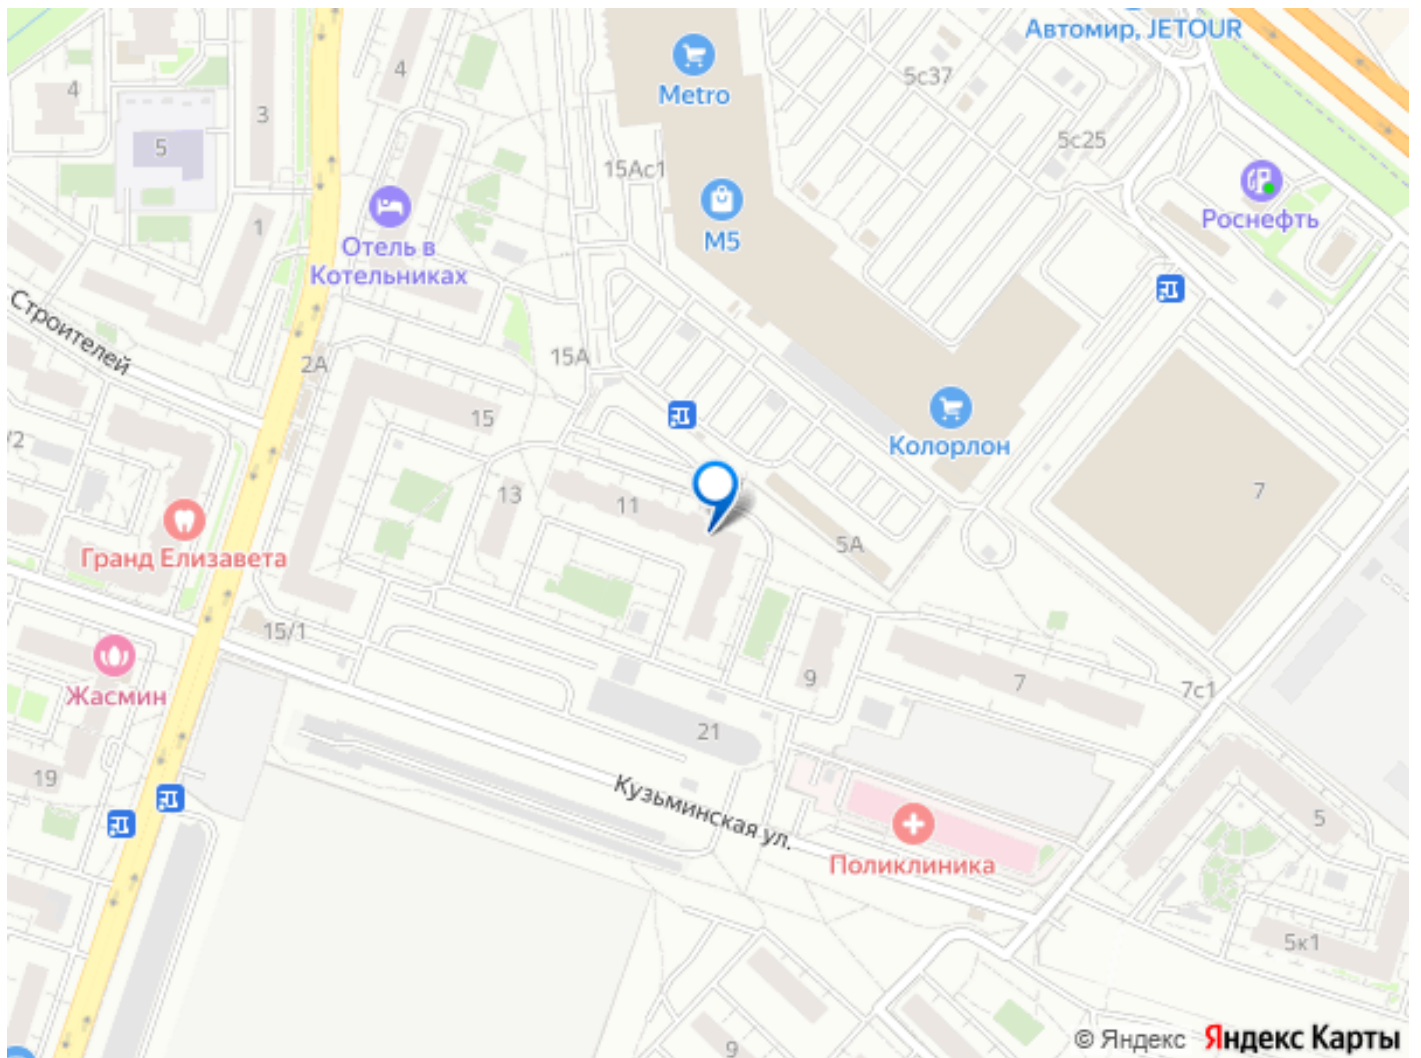 Автомир, JETOUR
4
4
5с37
Metro
3
5с25
5
15Ас1
Роснефть
М5
1
Отель в
Котельниках
Строителей
15А
2А
15
Колорлон
/2
13
11
7
5А
Гранд Елизавета
15/1
Жасмин
9
7
7с1
21
19
Кузьминская ул.
5
Поликлиника
5к1
9
© Яндекс Яндекс Карты